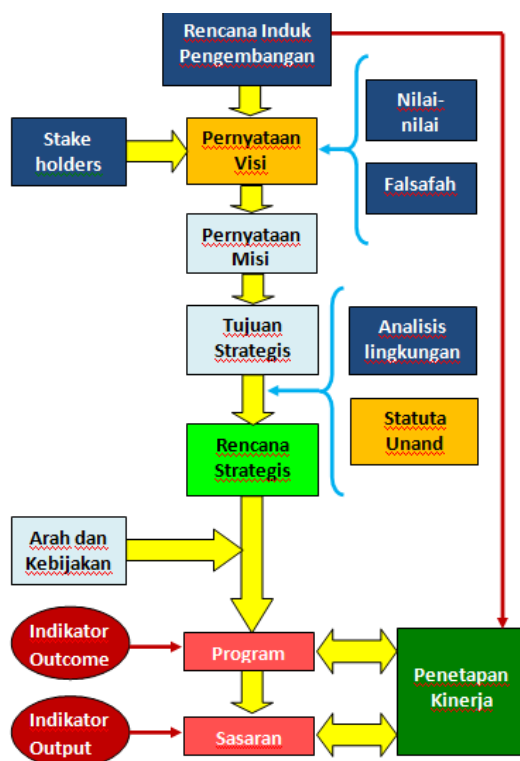 Rencana Induk
Pengembangan
Nilai-
nilai
Stake
holders
Pernyataan
Visi
Falsafah
Pernyataan
Misi
Tujuan
Strategis
Analisis
lingkungan
Statuta
Unand
Rencana
Strategis
Arah dan
Kebijakan
Indikator
Outcome
Program
Penetapan
Kinerja
Indikator
Output
Sasaran